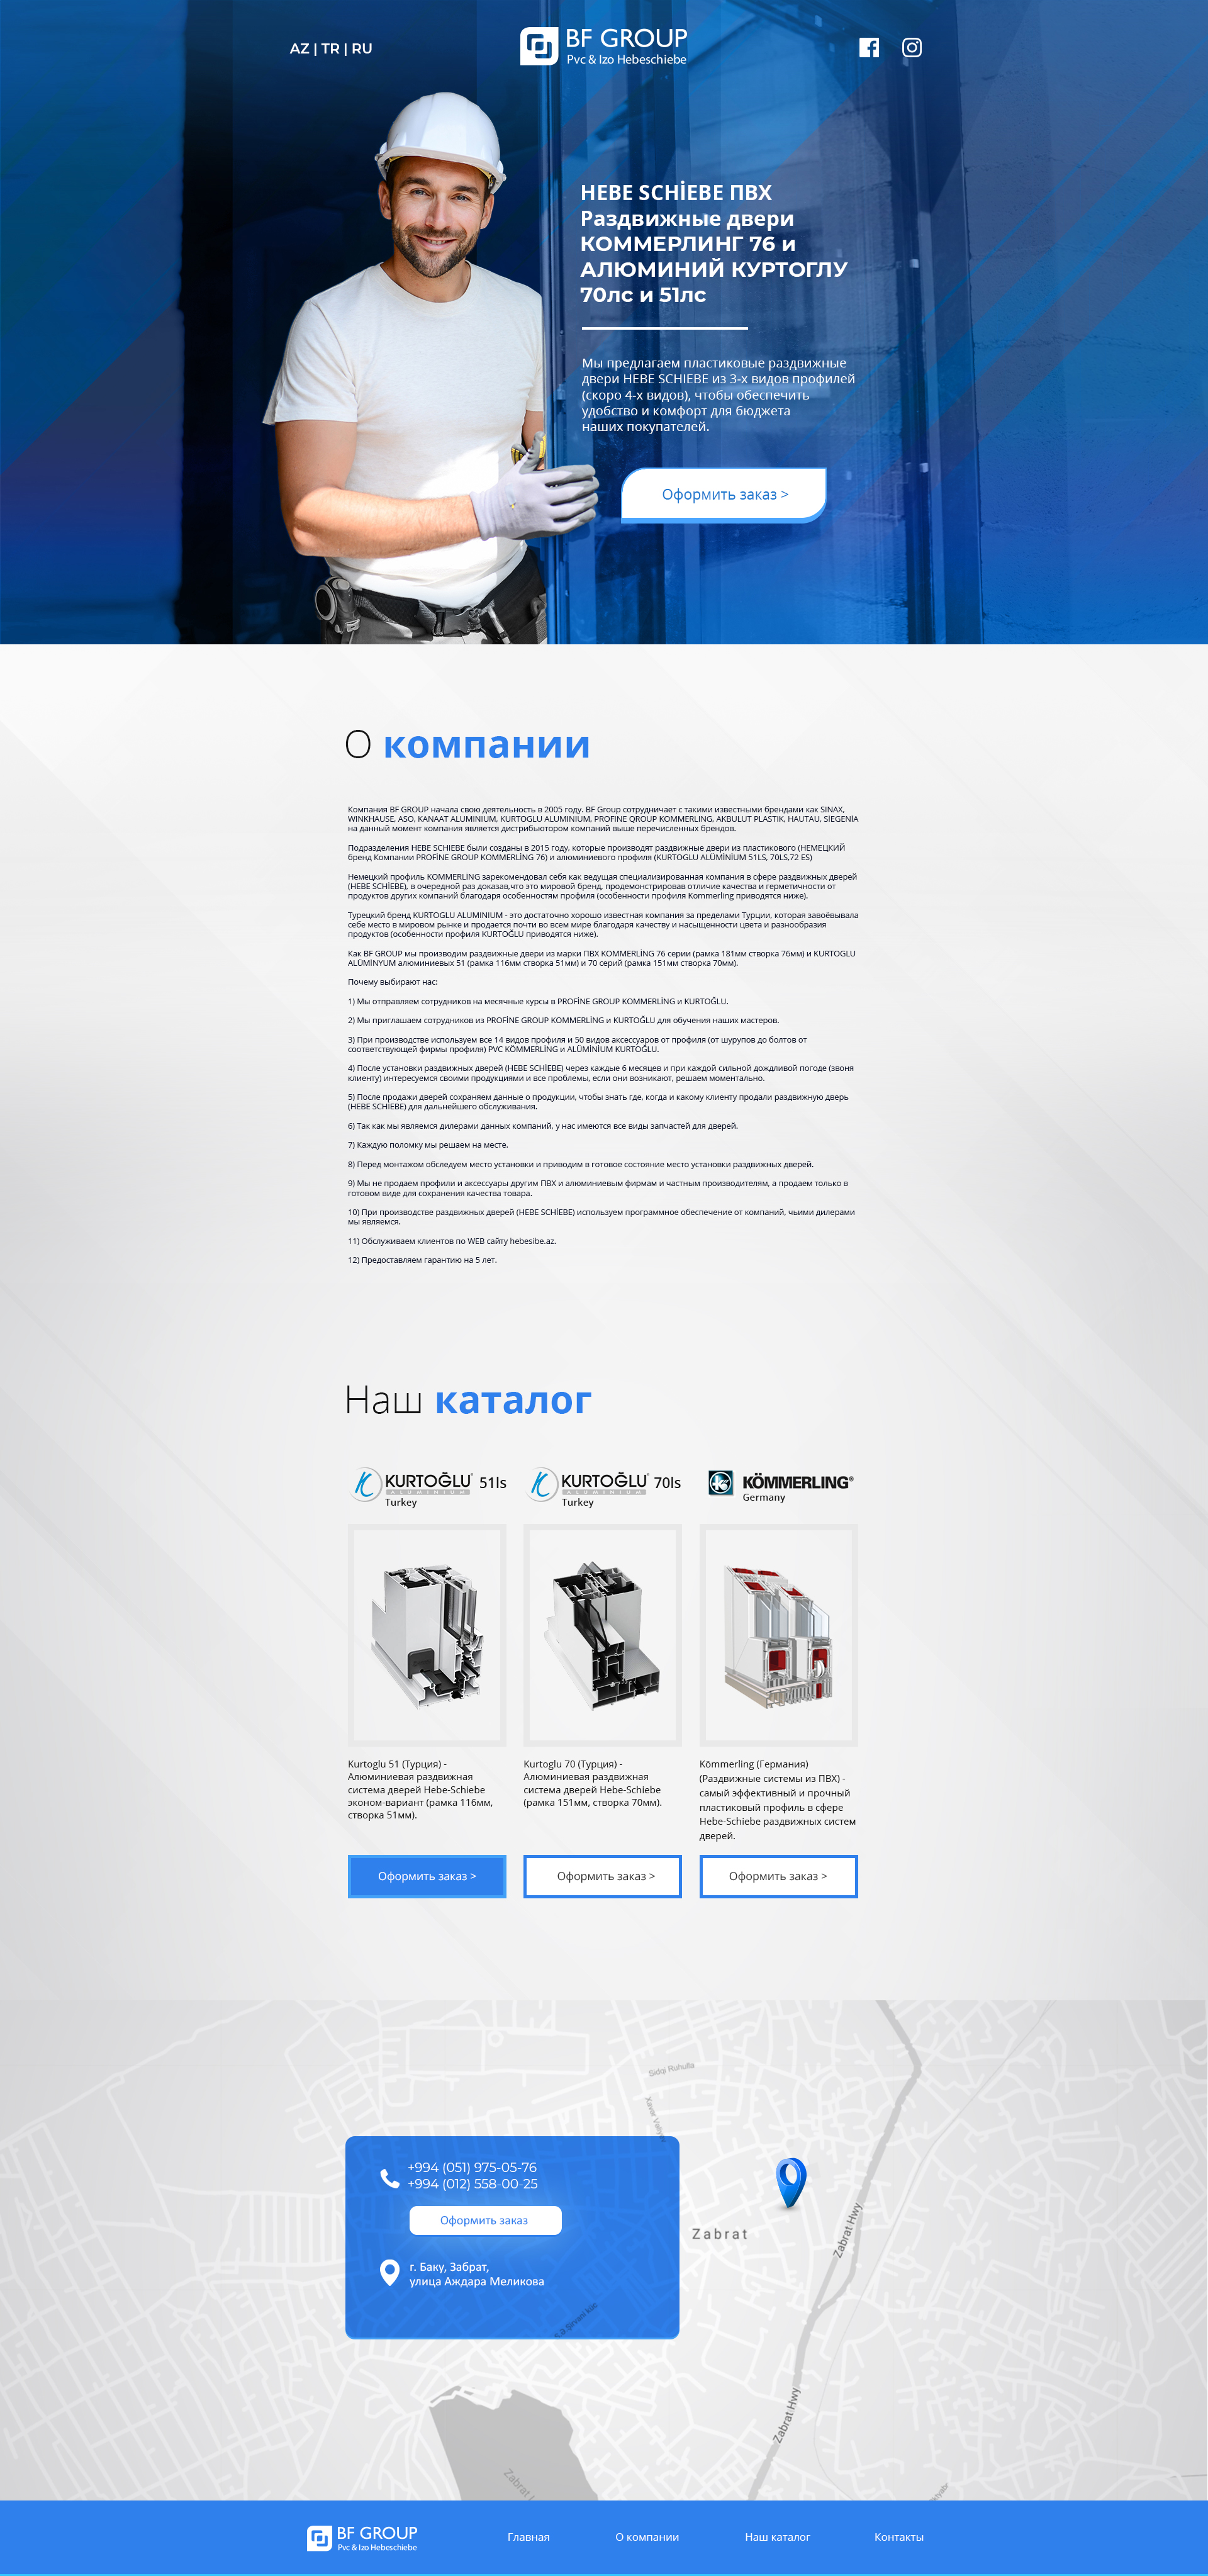 AZ | TR | RU
BF GROUP
Pvc & Izo Hebeschiebe
HEBE SCHİEBE ПВХ
Раздвижные двери
КОММЕРЛИНГ 76 и
АЛЮМИНИЙ КУРТОГЛУ
70лс и 51лс
Мы предлагаем пластиковые раздвижные
двери HEBE SCHIEBE из 3-х видов профилей
(скоро 4-х видов), чтобы обеспечить
удобство и комфорт для бюджета
наших покупателей.
Оформить заказ >
О компании
Компания BF GROUP начала свою деятельность в 2005 году. BF Group сотрудничает с такими известными брендами как SINAX,
WINKHAUSE, ASO, KANAAT ALUMINIUM, KURTOGLU ALUMINIUM, PROFINE QROUP KOMMERLING, AKBULUT PLASTIK, HAUTAU, SİEGENİA
на данный момент компания является дистрибьютором компаний выше перечисленных брендов.
Подразделения HEBE SCHIEBE были созданы в 2015 году, которые производят раздвижные двери из пластикового (НЕМЕЦКИЙ
бренд Компании PROFİNE GROUP KOMMERLİNG 76) и алюминиевого профиля (KURTOGLU ALÜMİNİUM 51LS, 70LS,72 ES)
Немецкий профиль KOMMERLİNG зарекомендовал себя как ведущая специализированная компания в сфере раздвижных дверей
(HEBE SCHİEBE), в очередной раз доказав,что это мировой бренд, продемонстрировав отличие качества и герметичности от
продуктов других компаний благодаря особенностям профиля (особенности профиля Kommerling приводятся ниже).
Турецкий бренд KURTOGLU ALUMINIUM - это достаточно хорошо известная компания за пределами Турции, которая завоёвывала
себе место в мировом рынке и продается почти во всем мире благодаря качеству и насыщенности цвета и разнообразия
продуктов (особенности профиля KURTOĞLU приводятся ниже).
Как BF GROUP мы производим раздвижные двери из марки ПВХ KOMMERLİNG 76 серии (рамка 181мм створка 76мм) и KURTOGLU
ALÜMİNYUM алюминиевых 51 (рамка 116мм створка 51мм) и 70 серий (рамка 151мм створка 70мм).
Почему выбирают нас:
1) Мы отправляем сотрудников на месячные курсы в PROFİNE GROUP KOMMERLİNG и KURTOĞLU.
2) Мы приглашаем сотрудников из PROFİNE GROUP KOMMERLİNG и KURTOĞLU для обучения наших мастеров.
3) При производстве используем все 14 видов профиля и 50 видов аксессуаров от профиля (от шурупов до болтов от
соответствующей фирмы профиля) PVC KÖMMERLİNG и ALÜMİNİUM KURTOĞLU.
4) После установки раздвижных дверей (HEBE SCHİEBE) через каждые 6 месяцев и при каждой сильной дождливой погоде (звоня
клиенту) интересуемся своими продукциями и все проблемы, если они возникают, решаем моментально.
5) После продажи дверей сохраняем данные о продукции, чтобы знать где, когда и какому клиенту продали раздвижную дверь
(HEBE SCHİEBE) для дальнейшего обслуживания.
6) Так как мы являемся дилерами данных компаний, у нас имеются все виды запчастей для дверей.
7) Каждую поломку мы решаем на месте.
8) Перед монтажом обследуем место установки и приводим в готовое состояние место установки раздвижных дверей.
9) Мы не продаем профили и аксессуары другим ПВХ и алюминиевым фирмам и частным производителям, а продаем только в
готовом виде для сохранения качества товара.
10) При производстве раздвижных дверей (HEBE SCHİEBE) используем программное обеспечение от компаний, чьими дилерами
мы являемся.
11) Обслуживаем клиентов по WEB сайту hebesibe.az.
12) Предоставляем гарантию на 5 лет.
Наш каталог
KURTOĞLU 51ls
ALÜMİNYUM
Turkey
KURTOĞLU 70ls
ALÜMİNYUM
Turkey
KÖMMERLING®
Germany
Kurtoglu 51 (Турция) -
Алюминиевая раздвижная
система дверей Hebe-Schiebe
эконом-вариант (рамка 116мм,
створка 51мм).
Kurtoglu 70 (Турция) -
Алюминиевая раздвижная
система дверей Hebe-Schiebe
(рамка 151мм, створка 70мм).
Kömmerling (Германия)
(Раздвижные системы из ПВХ) -
самый эффективный и прочный
пластиковый профиль в сфере
Hebe-Schiebe раздвижных систем
дверей.
Оформить заказ >
Оформить заказ >
Оформить заказ >
Sidqi Ruhulla
Xavar Valiyev
+994 (051) 975-05-76
+994 (012) 558-00-25
Оформить заказ
г. Баку, Забрат,
улица Аждара Меликова
Zabrat
Zabrat Hwy
Zabrat Hwy
BF GROUP
Pvc & Izo Hebeschiebe
Главная
О компании
Наш каталог
Контакты